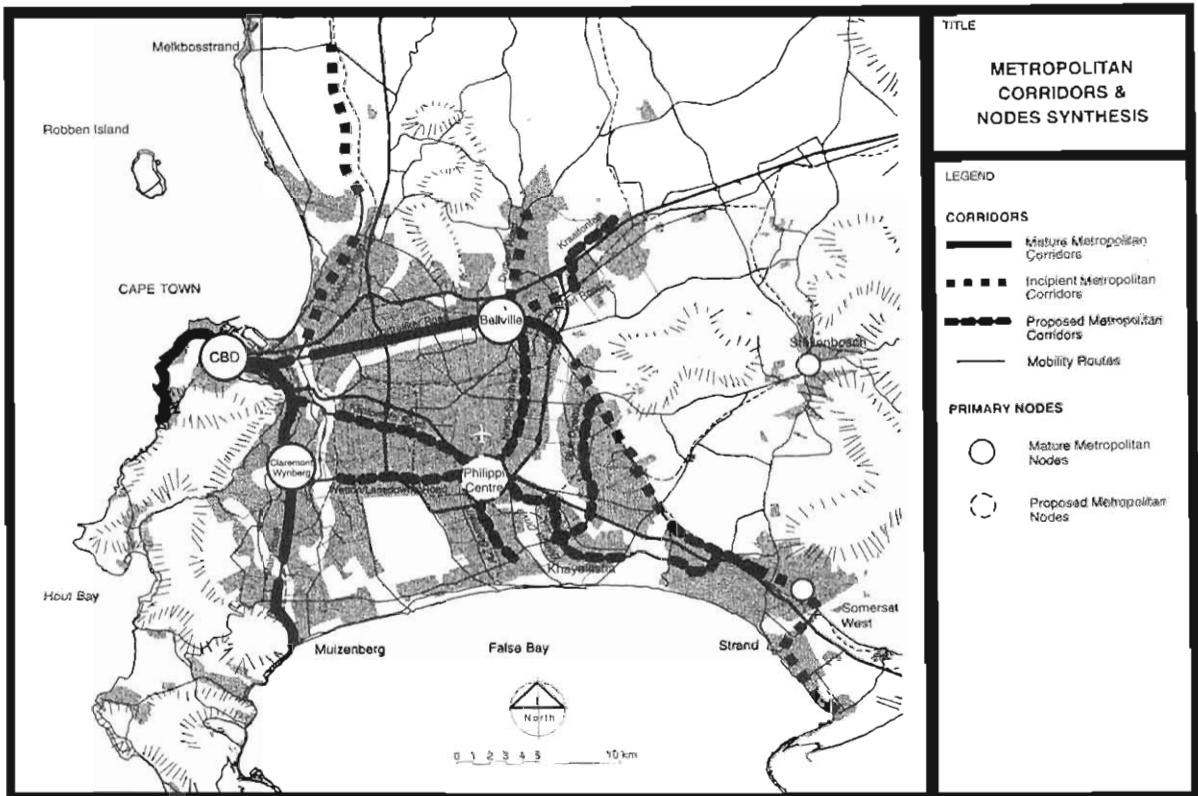 Melkbosstrand
Robben Island
CAPE TOWN
Kraaifontein
CBD
Bellville
Stellenbosch
Claremont
Wynberg
Philippi
Centre
Wetton/Lansdowne Road
Khayelitsha
Hout Bay
Somerset
West
Muizenberg
False Bay
Strand
North
0 1 2 3 4 5 10 km
TITLE
METROPOLITAN
CORRIDORS &
NODES SYNTHESIS
LEGEND
CORRIDORS
Mature Metropolitan
Corridors
Incipient Metropolitan
Corridors
Proposed Metropolitan
Corridors
Mobility Routes
PRIMARY NODES
Mature Metropolitan
Nodes
Proposed Metropolitan
Nodes